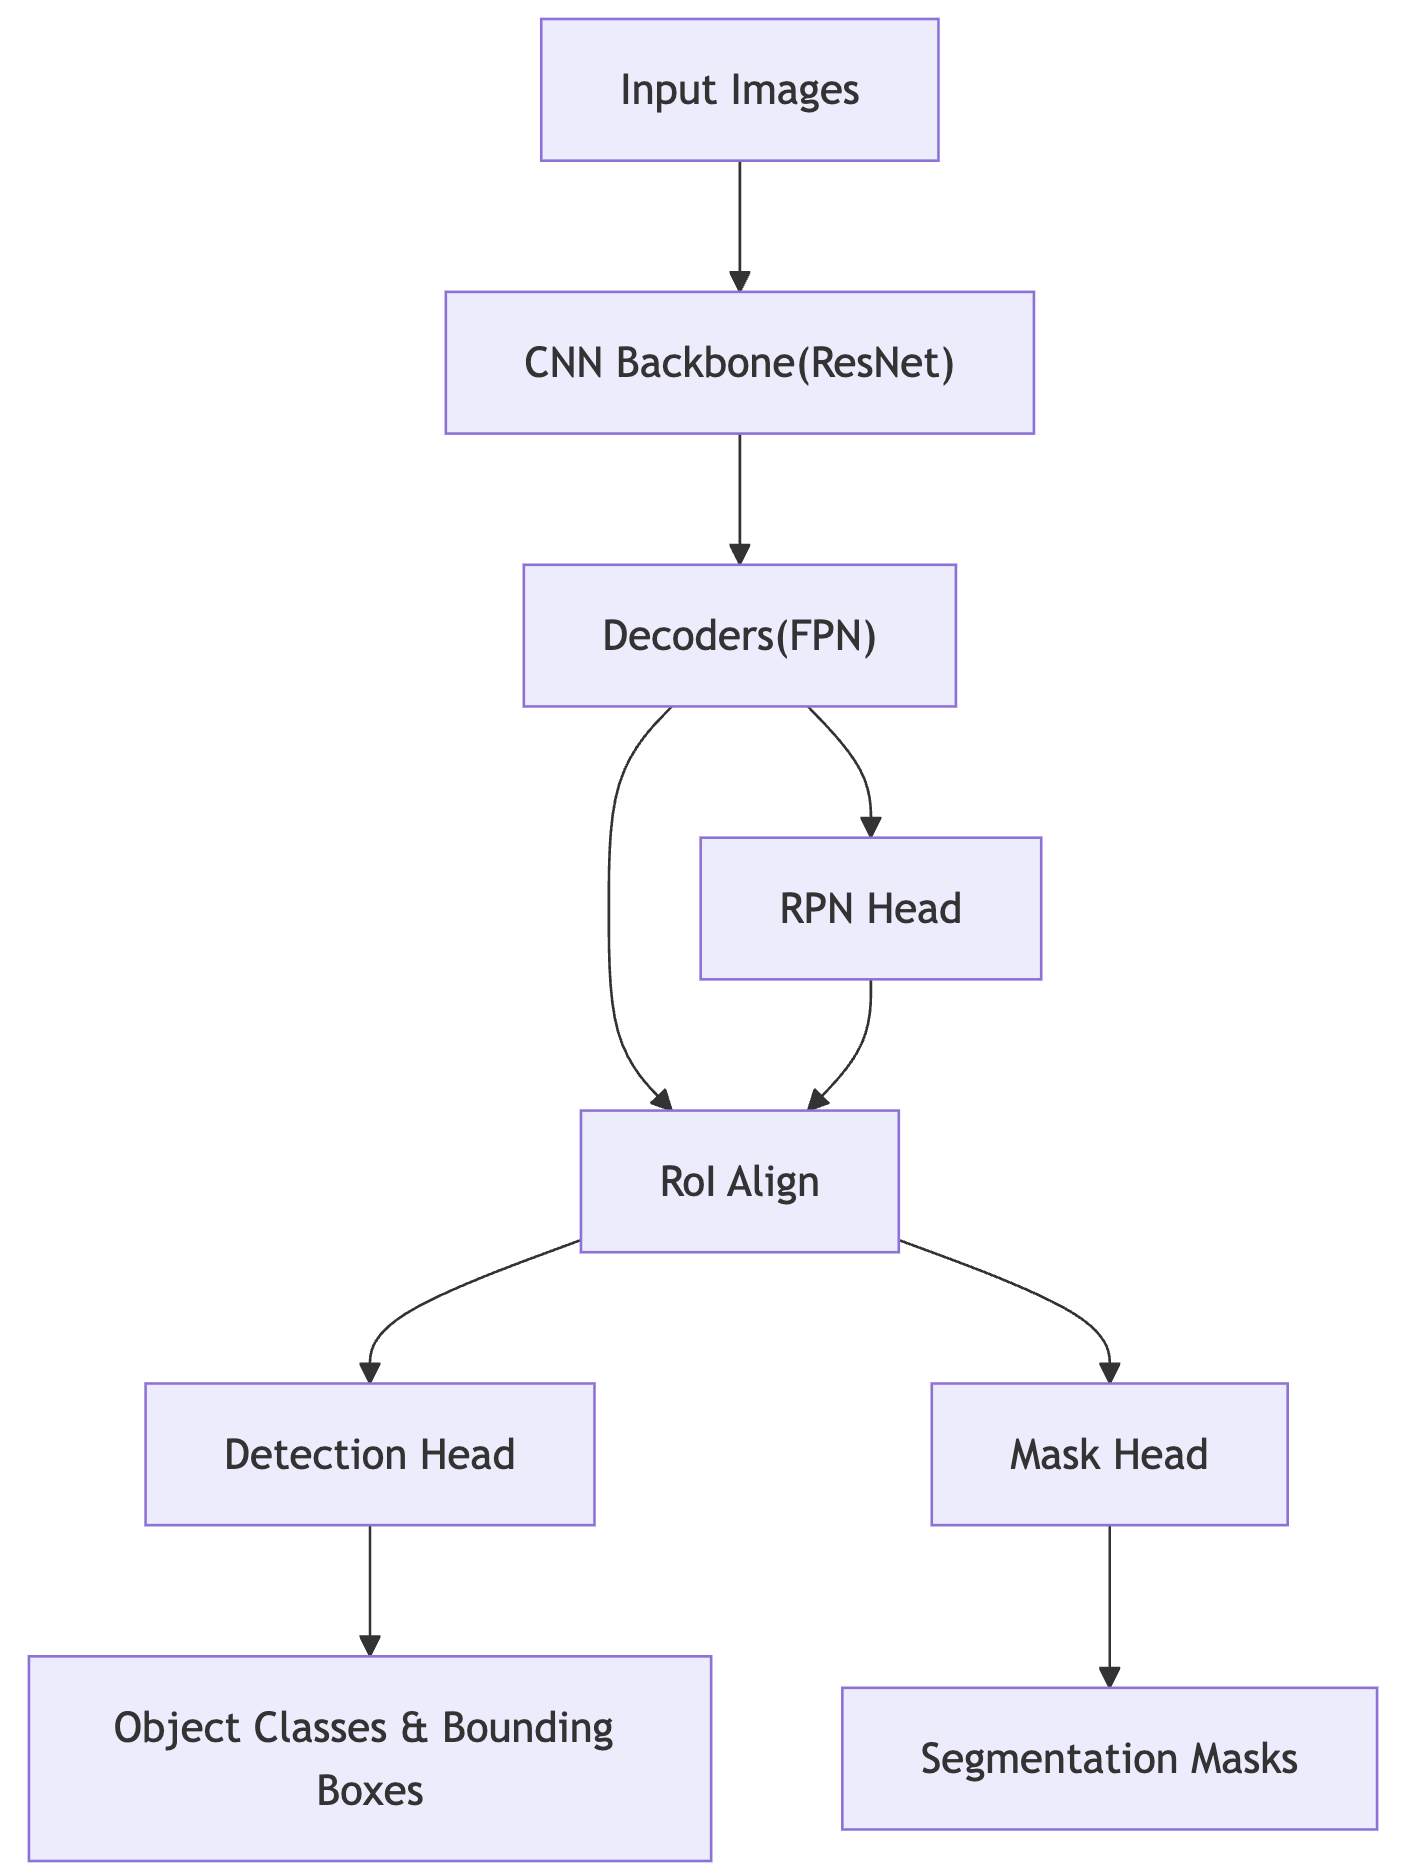 Input Images
CNN Backbone(ResNet)
Decoders(FPN)
RPN Head
RoI Align
Detection Head
Mask Head
Object Classes & Bounding
Boxes
Segmentation Masks